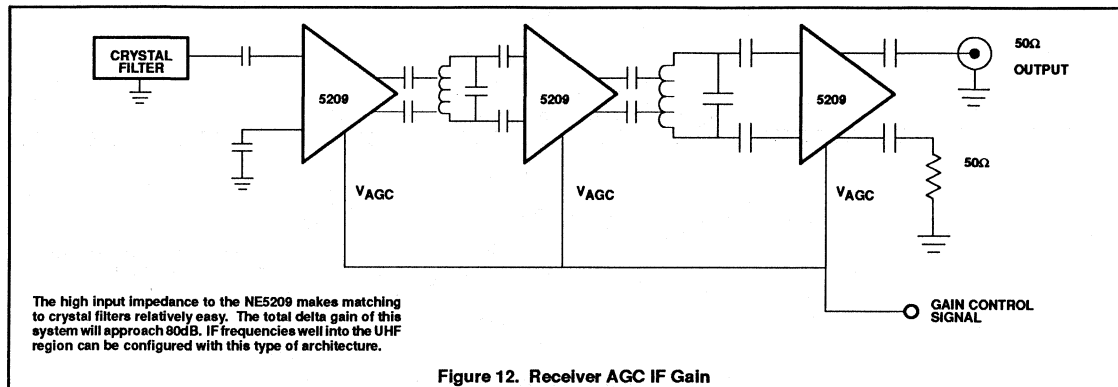 CRYSTAL
FILTER
5209
5209
5209
50Ω
OUTPUT
50Ω
VAGC
VAGC
VAGC
GAIN CONTROL
SIGNAL
The high input impedance to the NE5209 makes matching
to crystal filters relatively easy. The total delta gain of this
system will approach 80dB. IF frequencies well into the UHF
region can be configured with this type of architecture.
Figure 12. Receiver AGC IF Gain